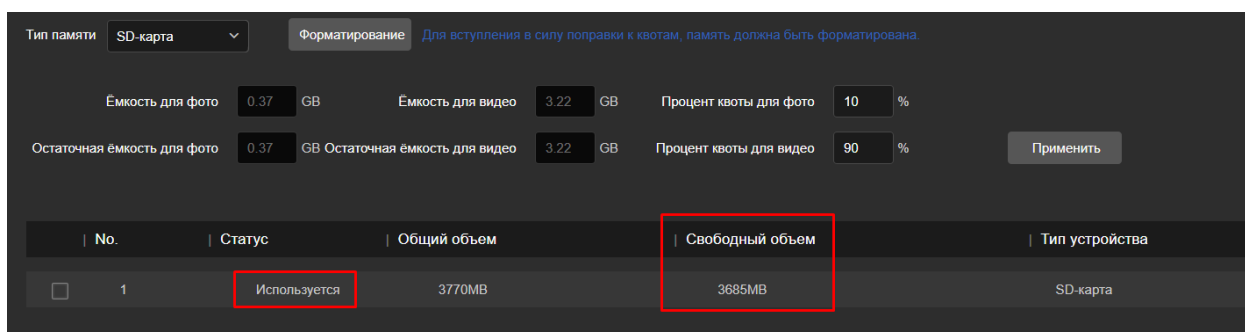 Тип памяти SD-карта Форматирование Для вступления в силу поправки к квотам, память должна быть форматирована.
Ёмкость для фото 0.37 GB Ёмкость для видео 3.22 GB Процент квоты для фото 10 %
Остаточная ёмкость для фото 0.37 GB Остаточная ёмкость для видео 3.22 GB Процент квоты для видео 90 % Применить
| No. | Статус | Общий объем | Свободный объем | Тип устройства
1 Используется 3770MB 3685MB SD-карта